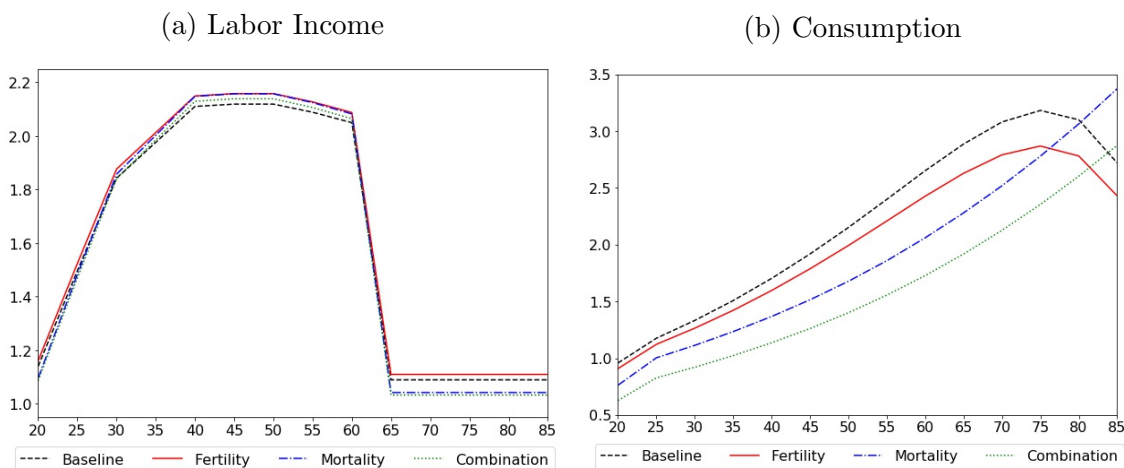 (a) Labor Income
2.2
2.0
1.8
1.6
1.4
1.2
1.0
20 25 30 35 40 45 50 55 60 65 70 75 80 85
Baseline Fertility Mortality Combination
(b) Consumption
3.5
3.0
2.5
2.0
1.5
1.0
0.5
20 25 30 35 40 45 50 55 60 65 70 75 80 85
Baseline Fertility Mortality Combination